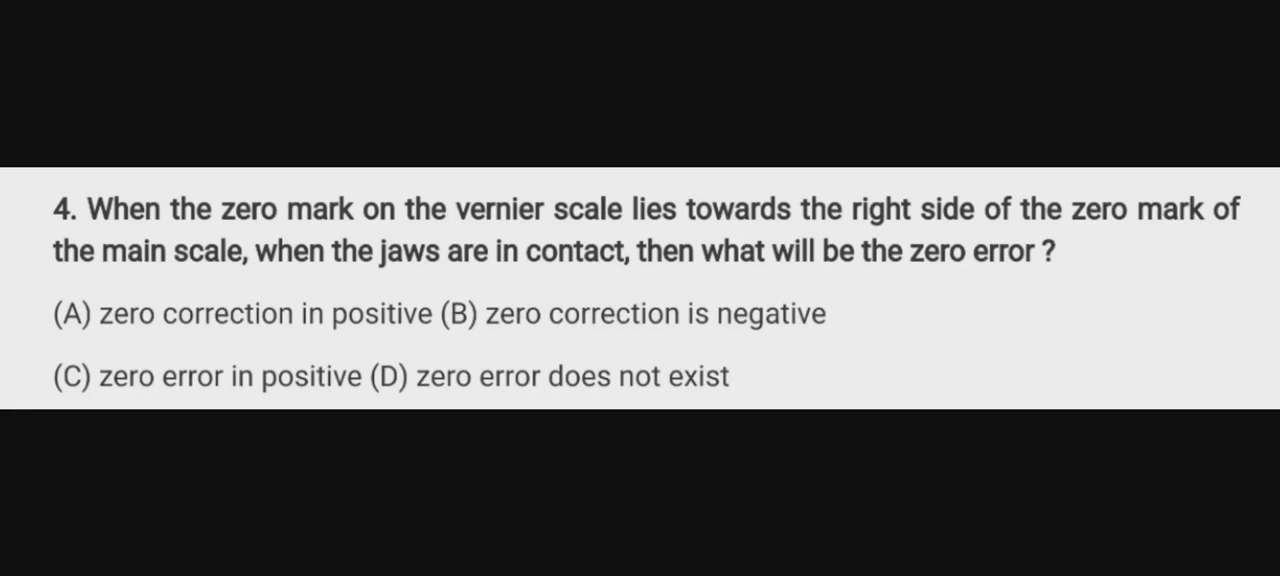 4. When the zero mark on the vernier scale lies towards the right side of the zero mark of
the main scale, when the jaws are in contact, then what will be the zero error ?
(A) zero correction in positive (B) zero correction is negative
(C) zero error in positive (D) zero error does not exist